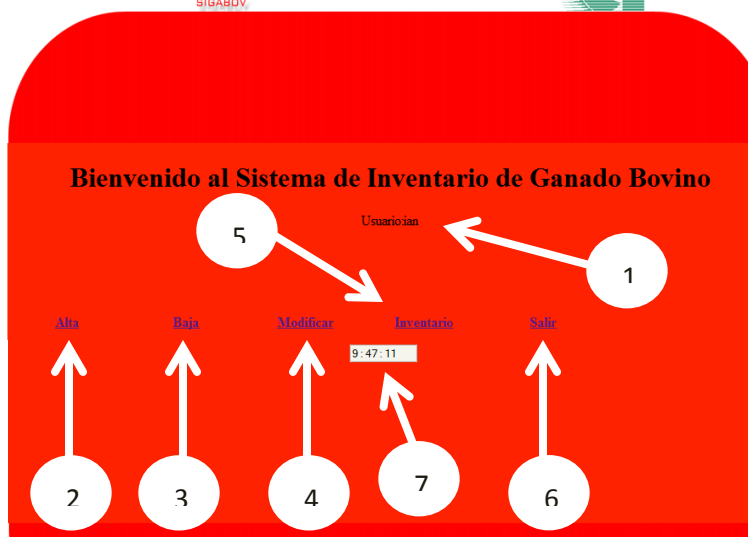 SIGABOV
Bienvenido al Sistema de Inventario de Ganado Bovino
Usuario:ian
5
1
Alta Baja Modificar Inventario Salir
9:47:11
2 3 4 7 6